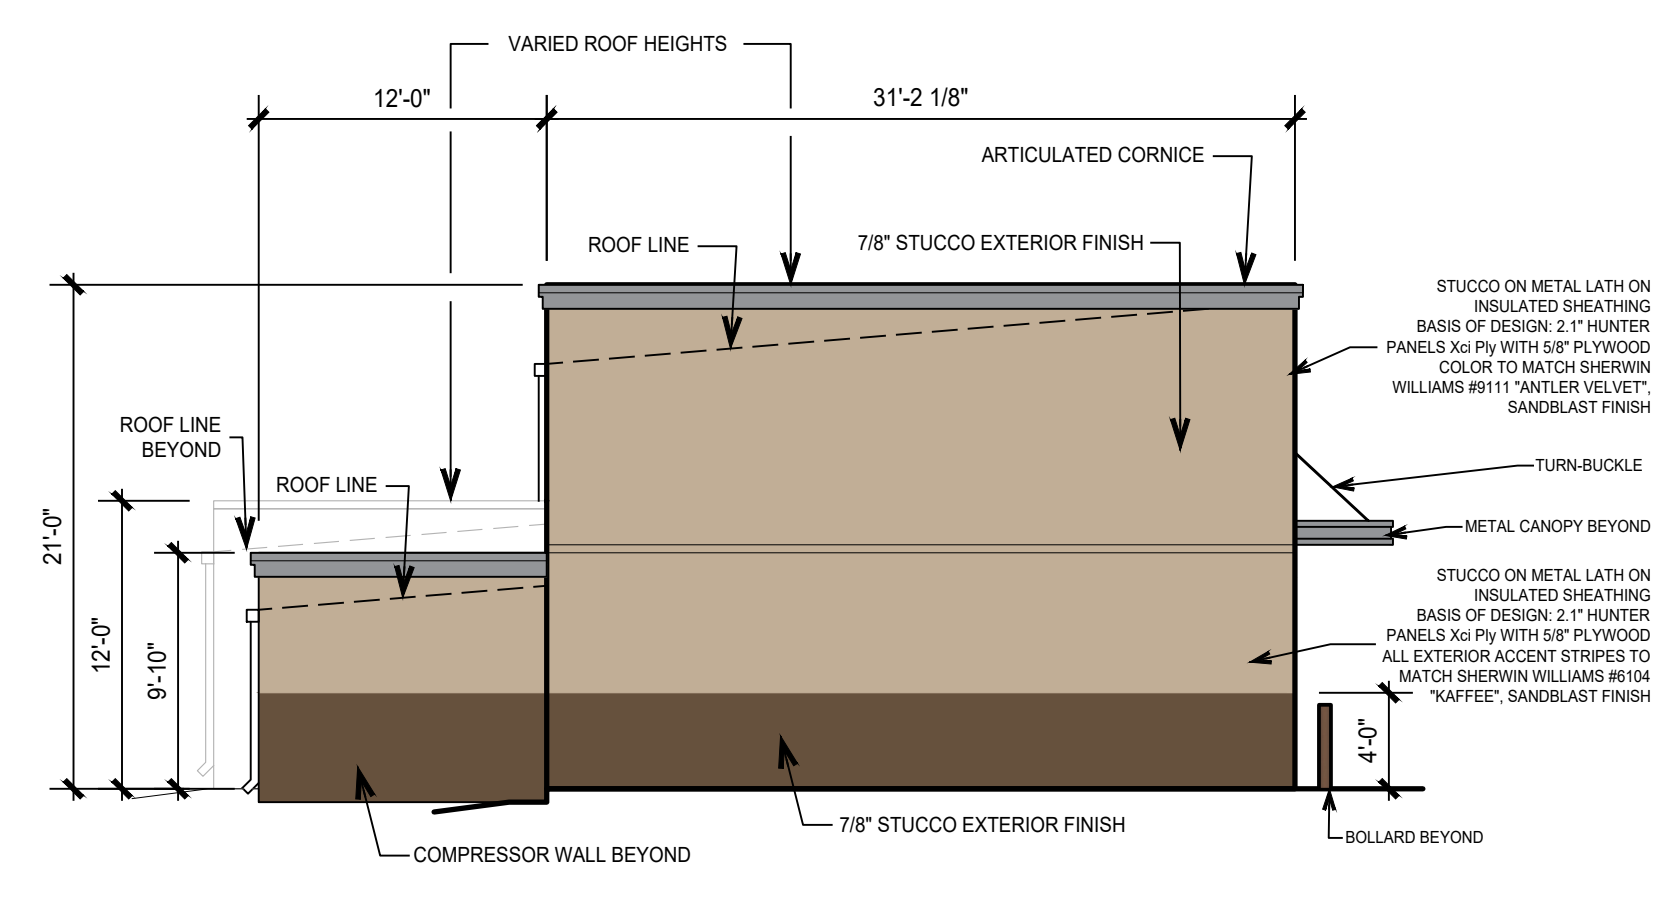 VARIED ROOF HEIGHTS
12'-0"
31'-2 1/8"
ARTICULATED CORNICE
ROOF LINE
7/8" STUCCO EXTERIOR FINISH
STUCCO ON METAL LATH ON
INSULATED SHEATHING
BASIS OF DESIGN: 2.1" HUNTER
PANELS Xci Ply WITH 5/8" PLYWOOD
COLOR TO MATCH SHERWIN
WILLIAMS #9111 "ANTLER VELVET",
SANDBLAST FINISH
ROOF LINE
BEYOND
ROOF LINE
TURN-BUCKLE
METAL CANOPY BEYOND
21'-0"
12'-0"
9'-10"
STUCCO ON METAL LATH ON
INSULATED SHEATHING
BASIS OF DESIGN: 2.1" HUNTER
PANELS Xci Ply WITH 5/8" PLYWOOD
ALL EXTERIOR ACCENT STRIPES TO
MATCH SHERWIN WILLIAMS #6104
"KAFFEE", SANDBLAST FINISH
4'-0"
7/8" STUCCO EXTERIOR FINISH
BOLLARD BEYOND
COMPRESSOR WALL BEYOND